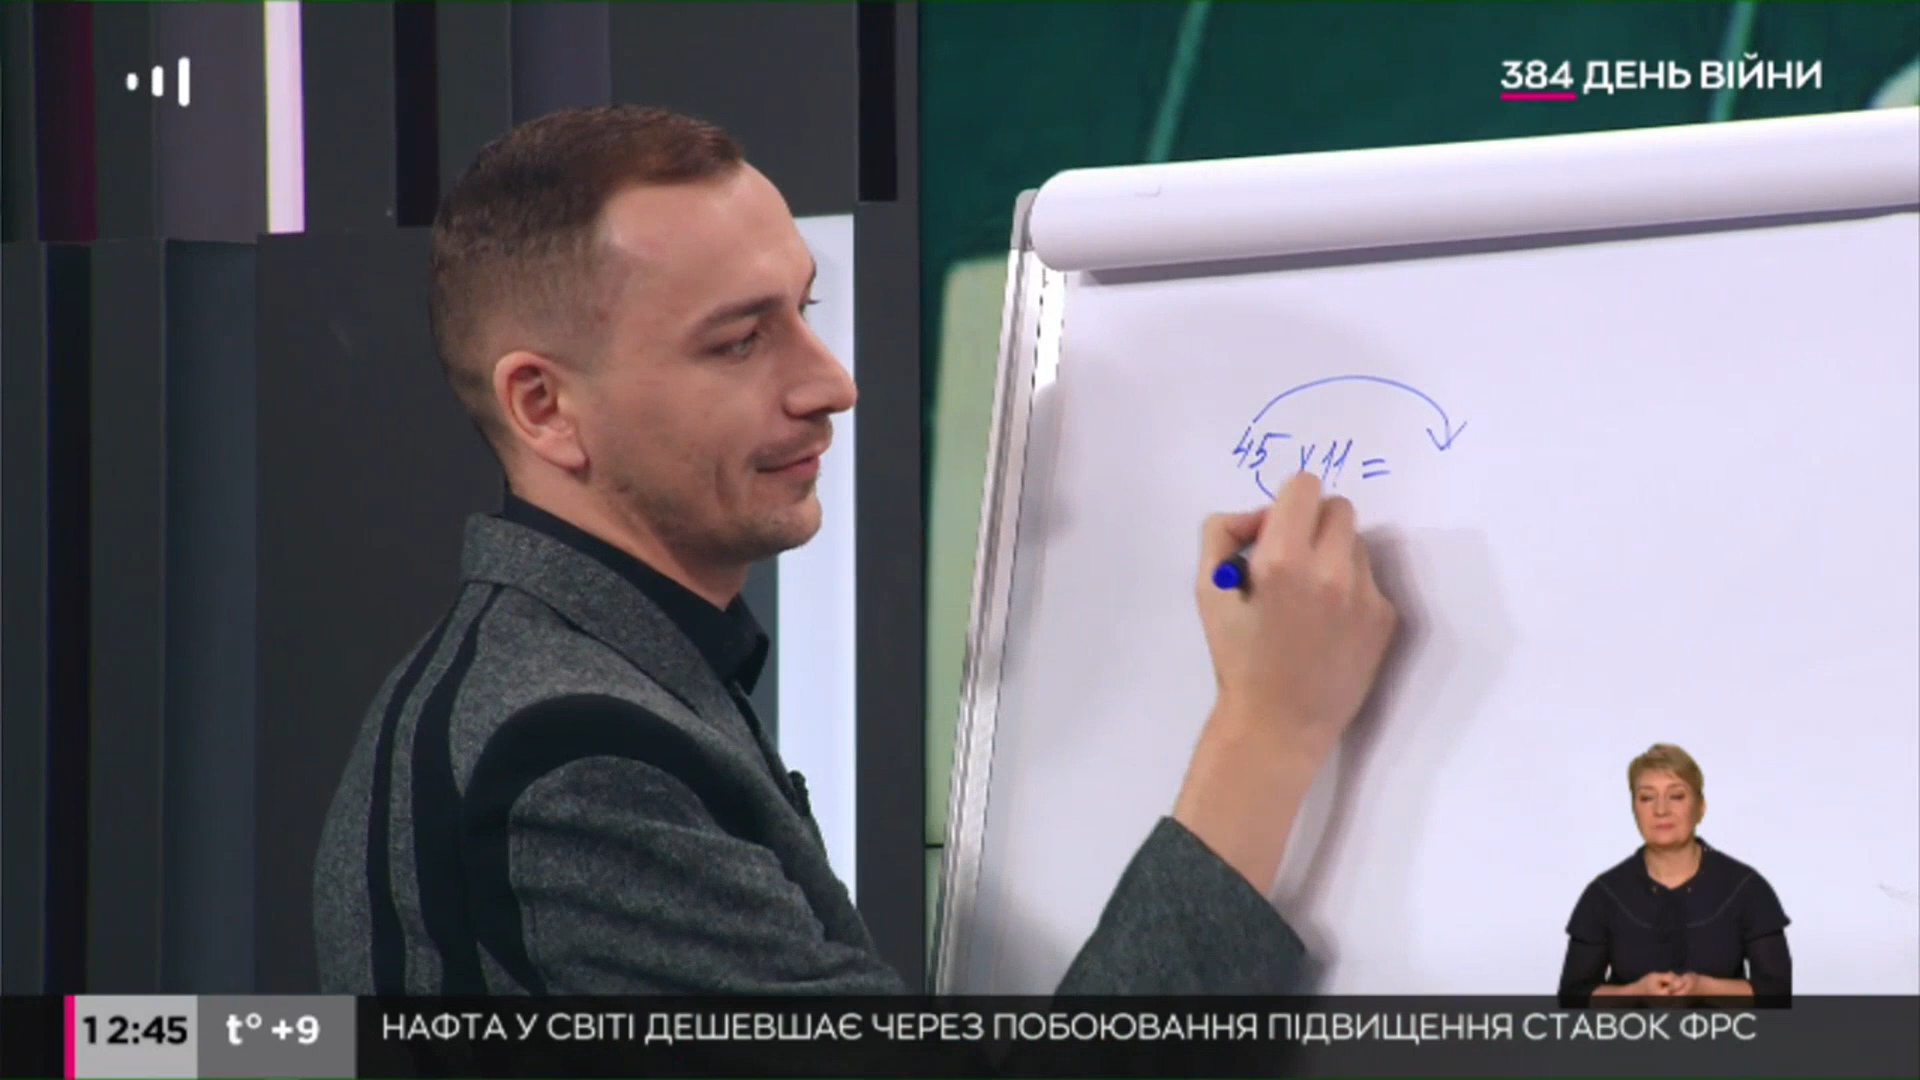 384 ДЕНЬ ВІЙНИ
45 х 11 =
12:45
t° +9
НАФТА У СВІТІ ДЕШЕВШАЄ ЧЕРЕЗ ПОБОЮВАННЯ ПІДВИЩЕННЯ СТАВОК ФРС